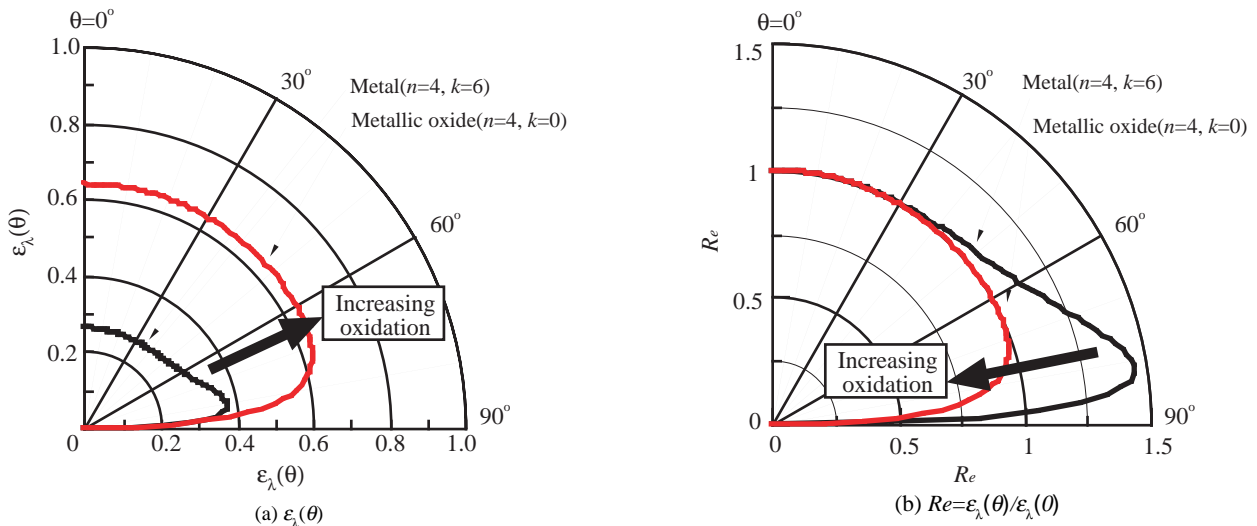 θ=0°
1.0
30°
Metal(n=4, k=6)
Metallic oxide(n=4, k=0)
0.8
0.6
60°
ελ(θ)
0.4
Increasing
oxidation
0.2
90°
0
0.2
0.4
0.6
0.8
1.0
ελ(θ)
(a) ελ(θ)
θ=0°
1.5
30°
Metal(n=4, k=6)
Metallic oxide(n=4, k=0)
1
60°
Re
0.5
Increasing
oxidation
0
90°
0
0.5
1
1.5
Re
(b) Re=ελ(θ)/ελ(0)